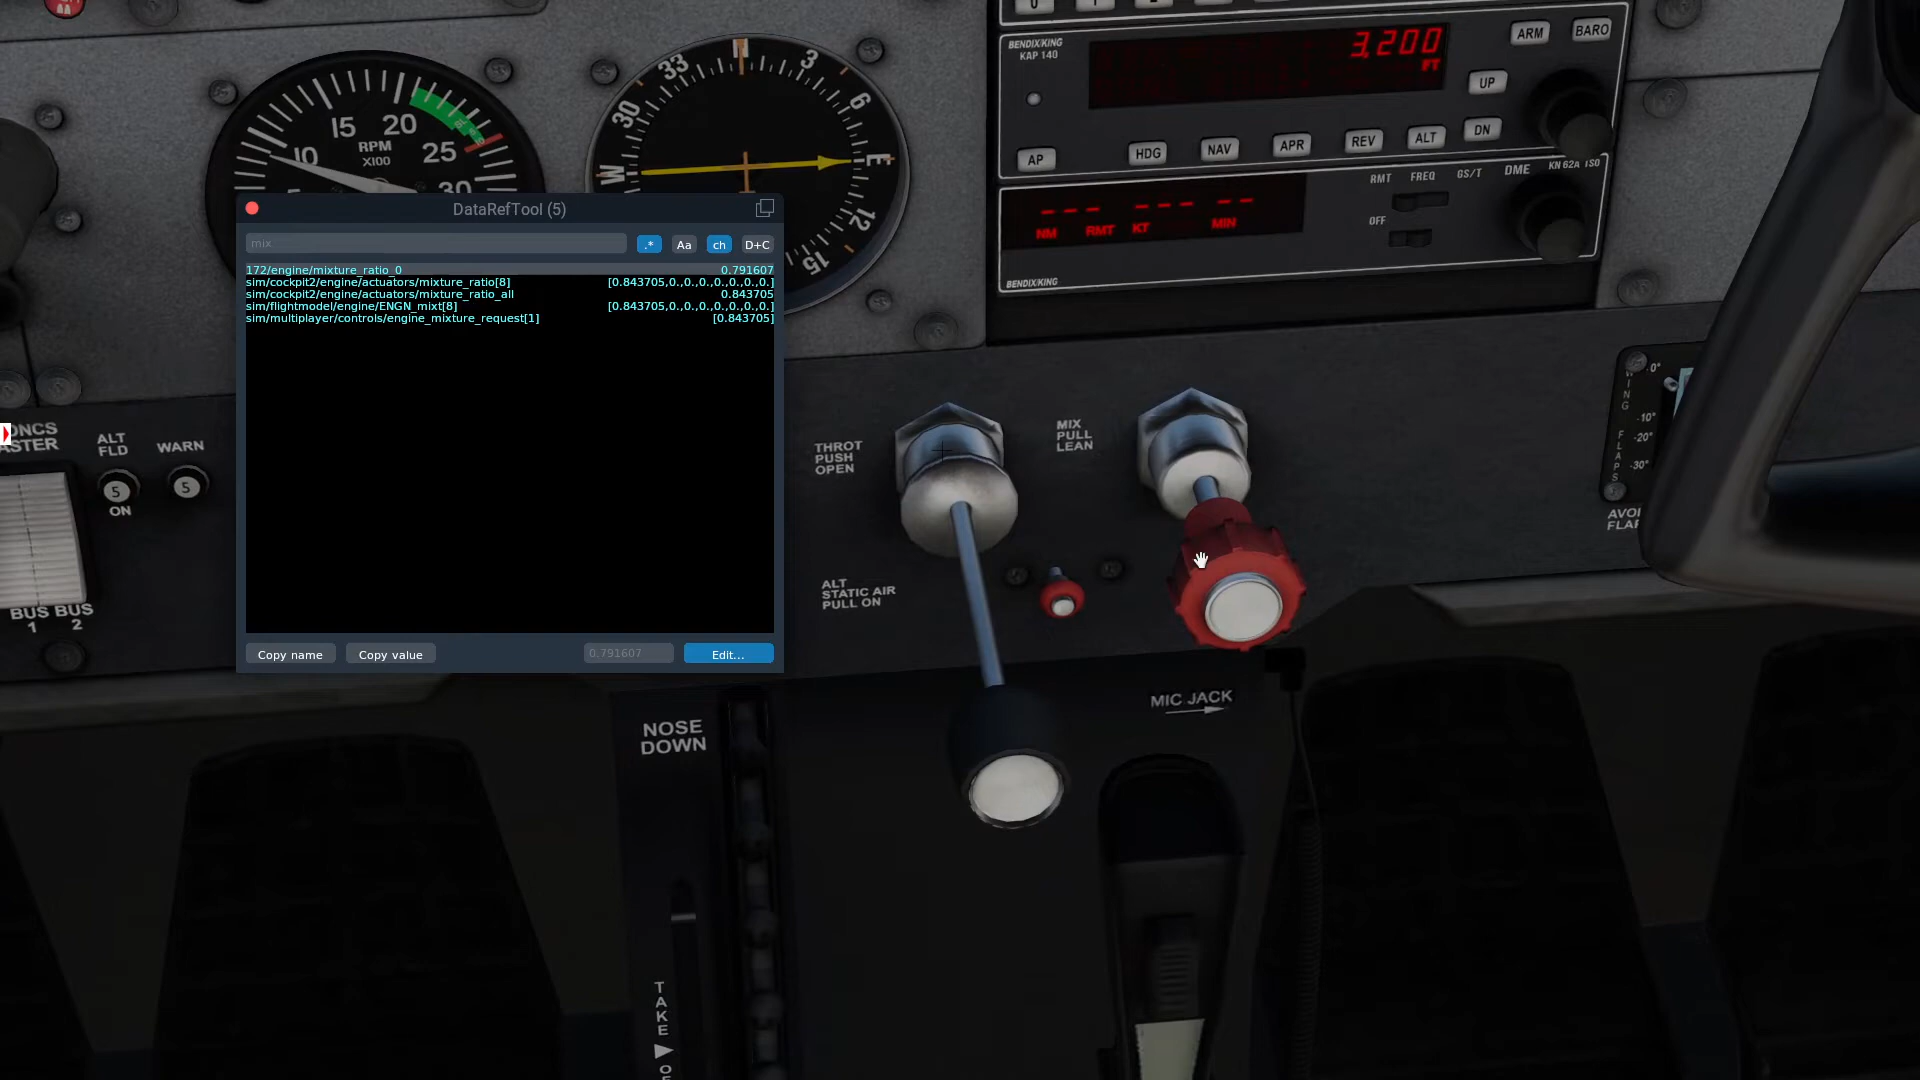 33
N
3
6
30
E
W
12
15
15
20
10
25
30
RPM
X100
BENDIX/KING
KAP 140
3,200
FT
ARM
BARO
UP
DN
AP
HDG
NAV
APR
REV
ALT
RMT
FREQ
GS/T
DME
KN 62A TSO
OFF
NM
RMT
KT
MIN
BENDIX/KING
DataRefTool (5)
mix
.*
Aa
ch
D+C
172/engine/mixture_ratio_0 0.791607
sim/cockpit2/engine/actuators/mixture_ratio[8] [0.843705,0.,0.,0.,0.,0.,0.,0.]
sim/cockpit2/engine/actuators/mixture_ratio_all 0.843705
sim/flightmodel/engine/ENGN_mixt[8] [0.843705,0.,0.,0.,0.,0.,0.,0.]
sim/multiplayer/controls/engine_mixture_request[1] [0.843705]
Copy name
Copy value
0.791607
Edit...
ALT
FLD
WARN
5
5
ON
BUS BUS
1 2
THROT
PUSH
OPEN
MIX
PULL
LEAN
ALT
STATIC AIR
PULL ON
WING
FLAPS
0°
-10°
-20°
-30°
MIC JACK
NOSE
DOWN
TAKE